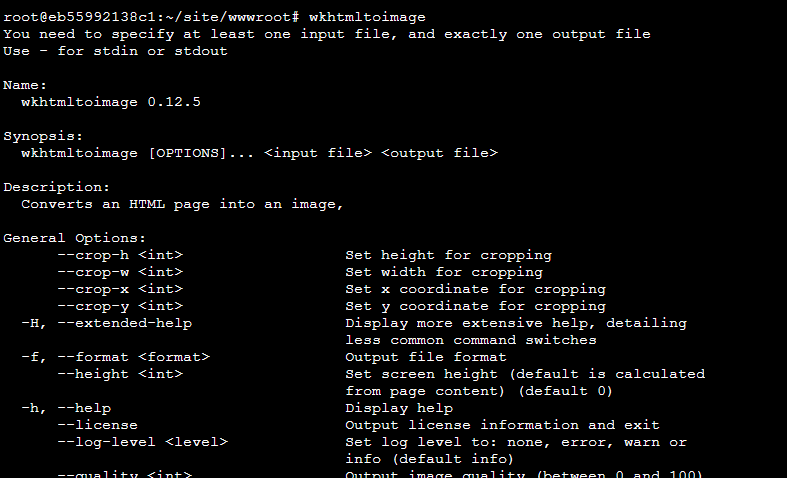 root@eb55992138c1:~/site/wwwroot# wkhtmltoimage
You need to specify at least one input file, and exactly one output file
Use - for stdin or stdout

Name:
  wkhtmltoimage 0.12.5

Synopsis:
  wkhtmltoimage [OPTIONS]... <input file> <output file>

Description:
  Converts an HTML page into an image,

General Options:
      --crop-h <int>                  Set height for cropping
      --crop-w <int>                  Set width for cropping
      --crop-x <int>                  Set x coordinate for cropping
      --crop-y <int>                  Set y coordinate for cropping
  -H, --extended-help                 Display more extensive help, detailing
                                      less common command switches
  -f, --format <format>               Output file format
      --height <int>                  Set screen height (default is calculated
                                      from page content) (default 0)
  -h, --help                          Display help
      --license                       Output license information and exit
      --log-level <level>             Set log level to: none, error, warn or
                                      info (default info)
      --quality <int>                 Output image quality (between 0 and 100)